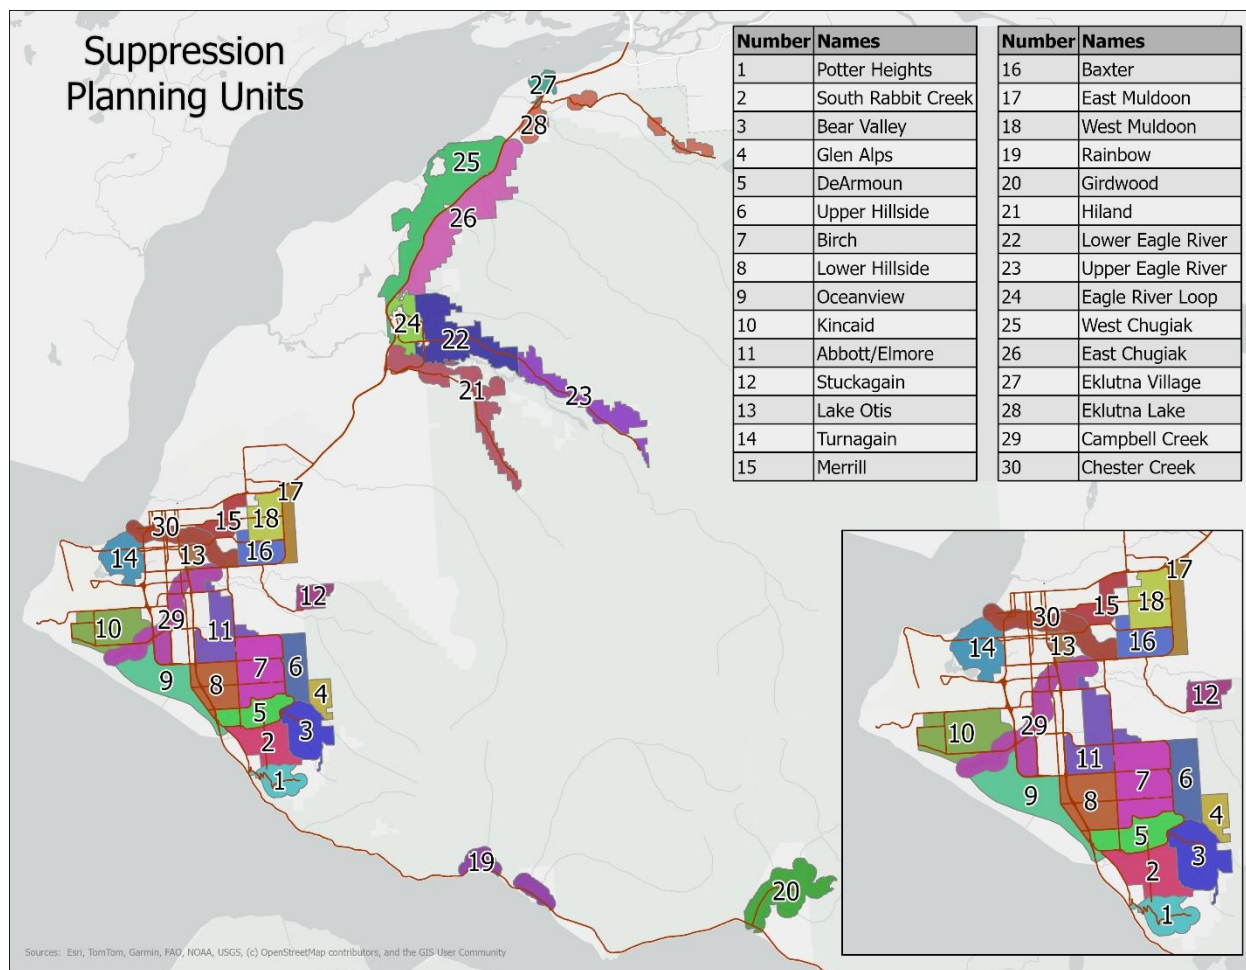 Suppression
Planning Units
Number Names
1 Potter Heights
2 South Rabbit Creek
3 Bear Valley
4 Glen Alps
5 DeArmoun
6 Upper Hillside
7 Birch
8 Lower Hillside
9 Oceanview
10 Kincaid
11 Abbott/Elmore
12 Stuckagain
13 Lake Otis
14 Turnagain
15 Merrill
Number Names
16 Baxter
17 East Muldoon
18 West Muldoon
19 Rainbow
20 Girdwood
21 Hiland
22 Lower Eagle River
23 Upper Eagle River
24 Eagle River Loop
25 West Chugiak
26 East Chugiak
27 Eklutna Village
28 Eklutna Lake
29 Campbell Creek
30 Chester Creek
27
28
25
26
24
22
21
23
17
15
18
30
13
16
14
12
29
11
10
7
6
9
8
4
5
3
2
1
19
20
17
15
18
30
13
16
14
12
29
10
11
7
6
9
8
4
5
3
2
1
Sources: Esri, TomTom, Garmin, FAO, NOAA, USGS, (c) OpenStreetMap contributors, and the GIS User Community